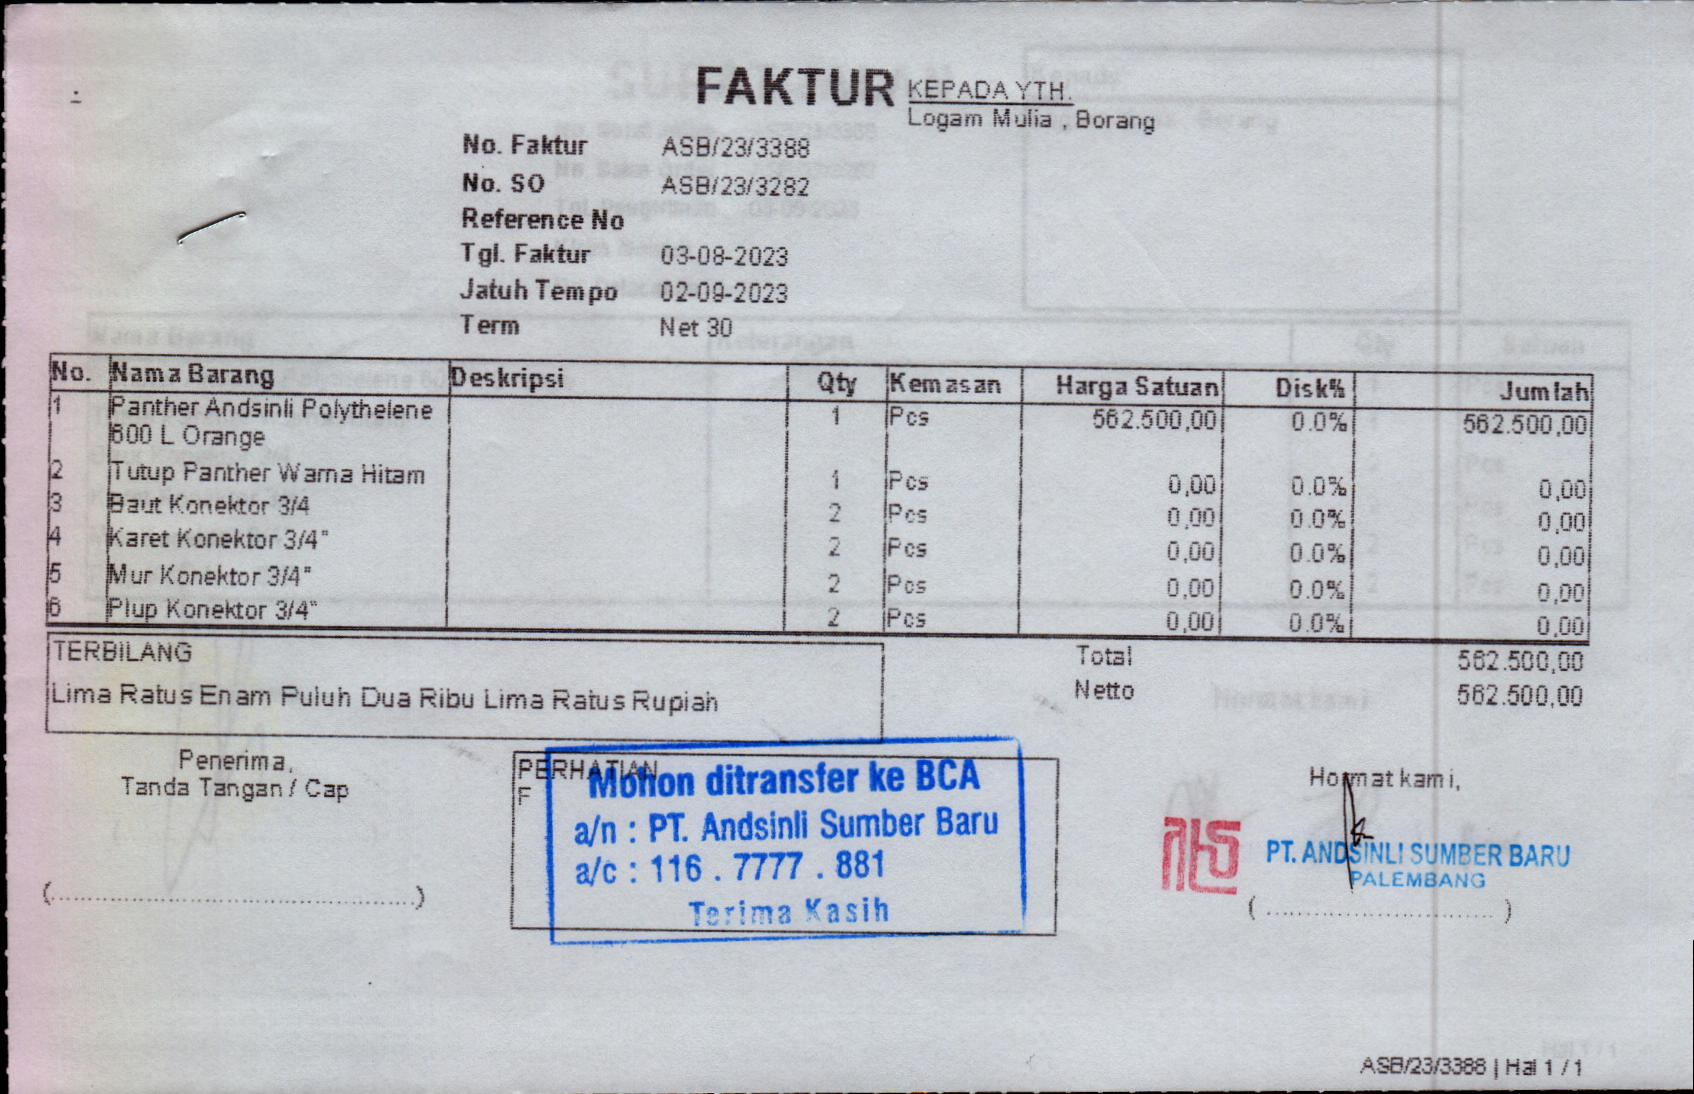 FAKTUR
KEPADA YTH.
Logam Mulia , Borang
No. Faktur ASB/23/3388
No. SO ASB/23/3282
Reference No
Tgl. Faktur 03-08-2023
Jatuh Tempo 02-09-2023
Term Net 30
No. Nama Barang Deskripsi Qty Kemasan Harga Satuan Disk% Jumlah
1 Panther Andsinli Polythelene 600 L Orange 1 Pcs 562.500,00 0.0% 562.500,00
2 Tutup Panther Warna Hitam 1 Pcs 0,00 0.0% 0,00
3 Baut Konektor 3/4 2 Pcs 0,00 0.0% 0,00
4 Karet Konektor 3/4" 2 Pcs 0,00 0.0% 0,00
5 Mur Konektor 3/4" 2 Pcs 0,00 0.0% 0,00
6 Plup Konektor 3/4" 2 Pcs 0,00 0.0% 0,00
TERBILANG
Lima Ratus Enam Puluh Dua Ribu Lima Ratus Rupiah
Total 562.500,00
Netto 562.500,00
Penerima,
Tanda Tangan / Cap
(........................................)
PERHATIAN
F
Mohon ditransfer ke BCA
a/n : PT. Andsinli Sumber Baru
a/c : 116 . 7777 . 881
Terima Kasih
Hormat kami,
PT. ANDSINLI SUMBER BARU
PALEMBANG
(............................)
ASB/23/3388 | Hal 1 / 1